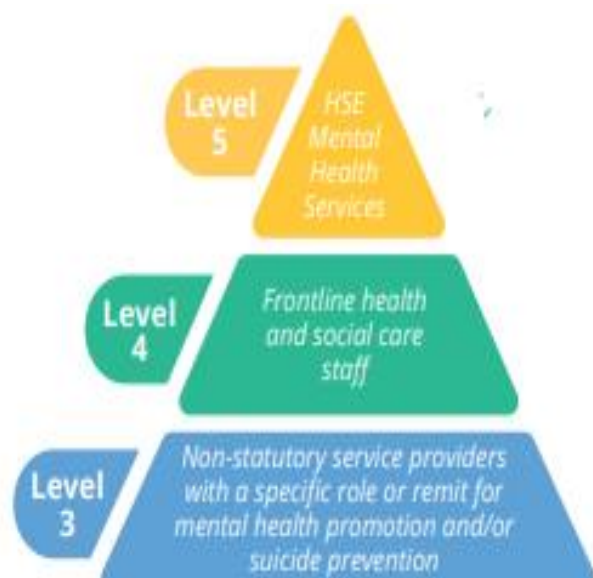 Level
5
HSE
Mental
Health
Services
Level
4
Frontline health
and social care
staff
Level
3
Non-statutory service providers
with a specific role or remit for
mental health promotion and/or
suicide prevention